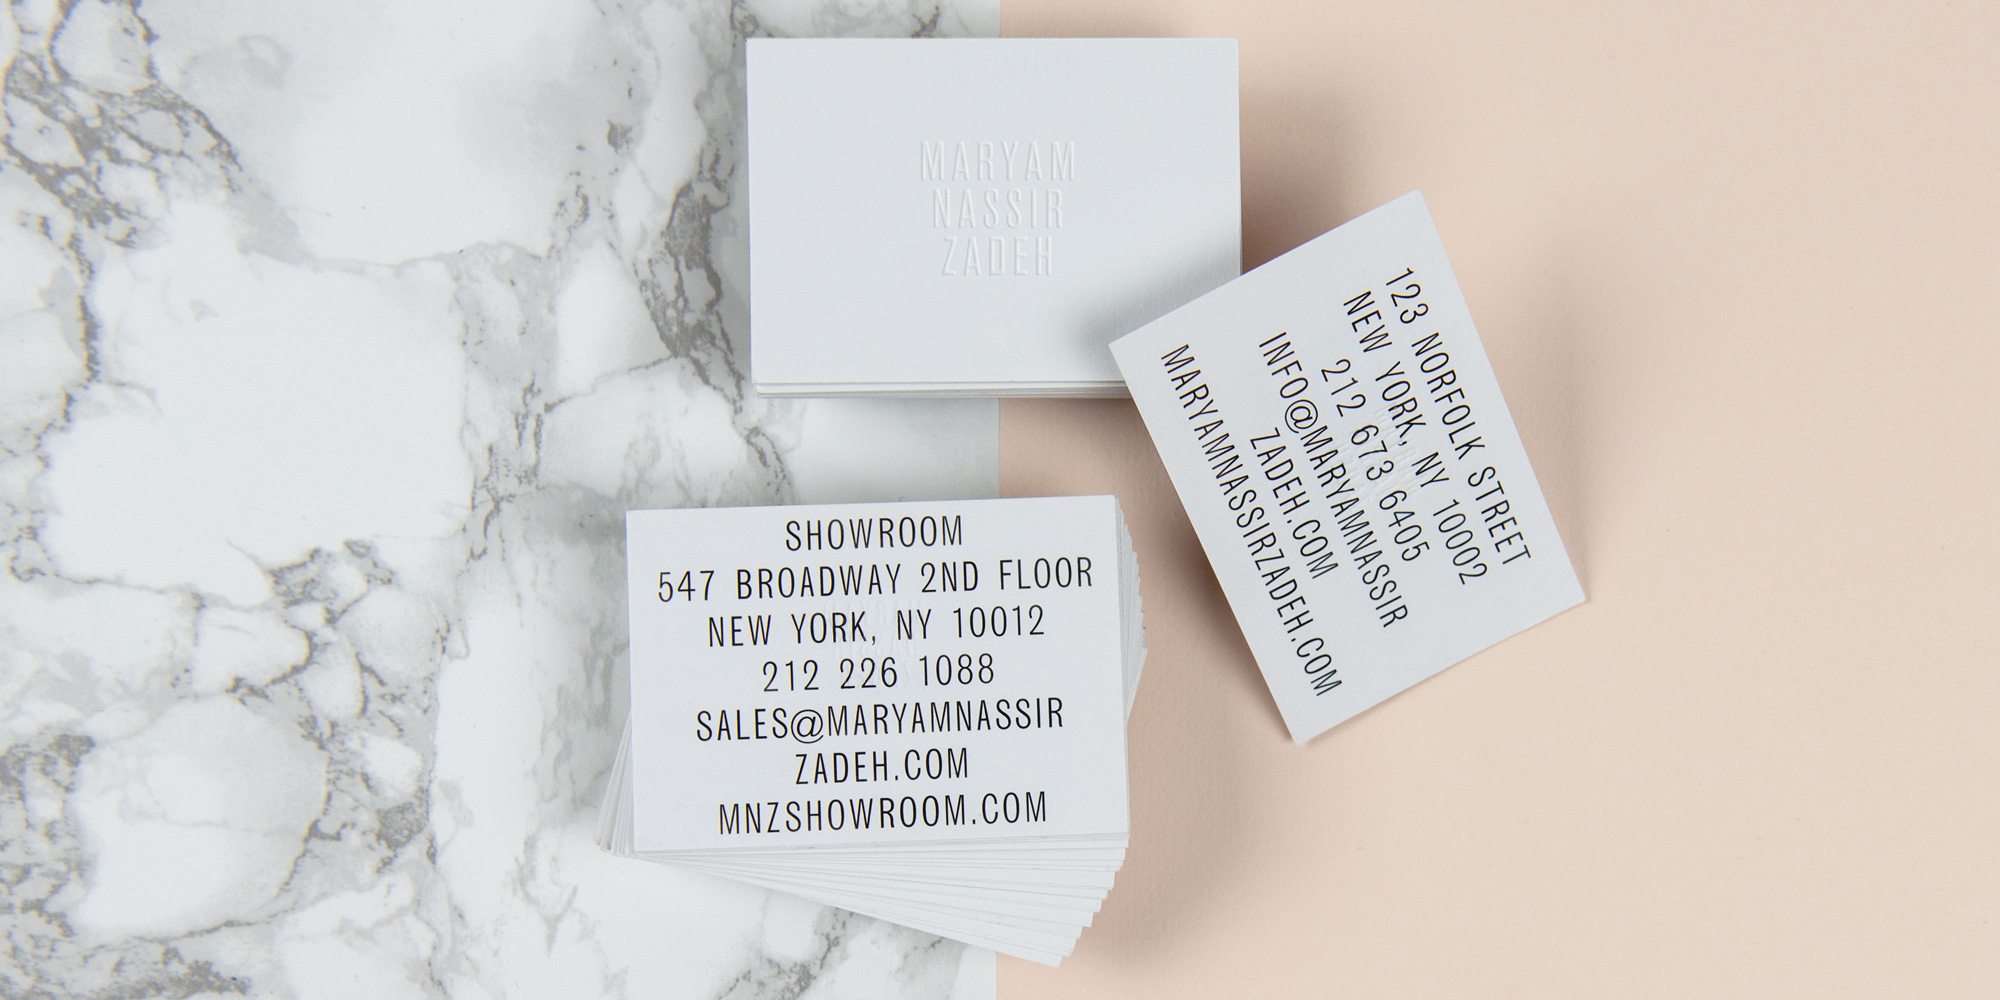 MARYAM
NASSIR
ZADEH
123 NORFOLK STREET
NEW YORK, NY 10002
212 673 6405
INFO@MARYAMNASSIR
ZADEH.COM
MARYAMNASSIRZADEH.COM
SHOWROOM
547 BROADWAY 2ND FLOOR
NEW YORK, NY 10012
212 226 1088
SALES@MARYAMNASSIR
ZADEH.COM
MNZSHOWROOM.COM